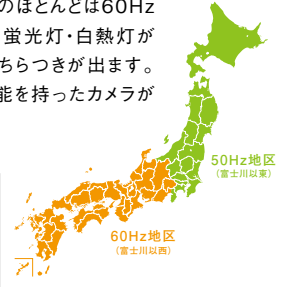 のほとんどは60Hz
蛍光灯・白熱灯が
ちらつきが出ます。
能を持ったカメラが
50Hz地区
（富士川以東）
60Hz地区
（富士川以西）